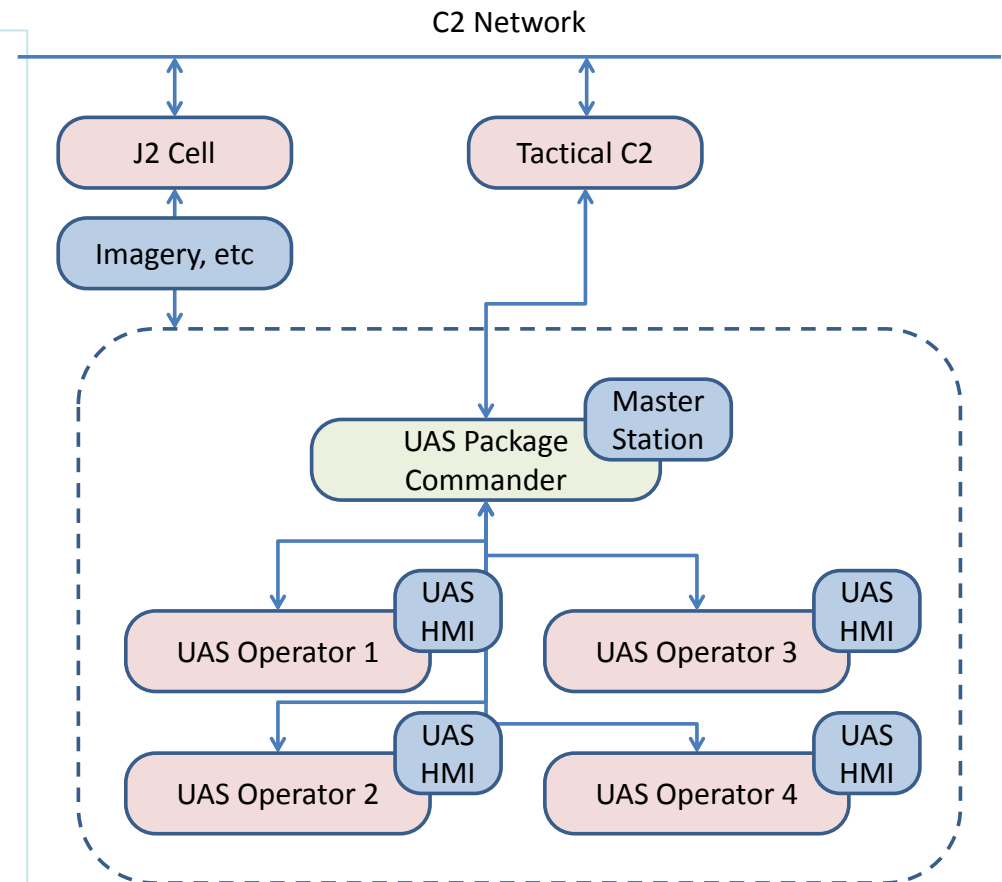 C2 Network
J2 Cell
Tactical C2
Imagery, etc
Master
Station
UAS Package
Commander
UAS
HMI
UAS Operator 1
UAS
HMI
UAS Operator 3
UAS
HMI
UAS Operator 2
UAS
HMI
UAS Operator 4